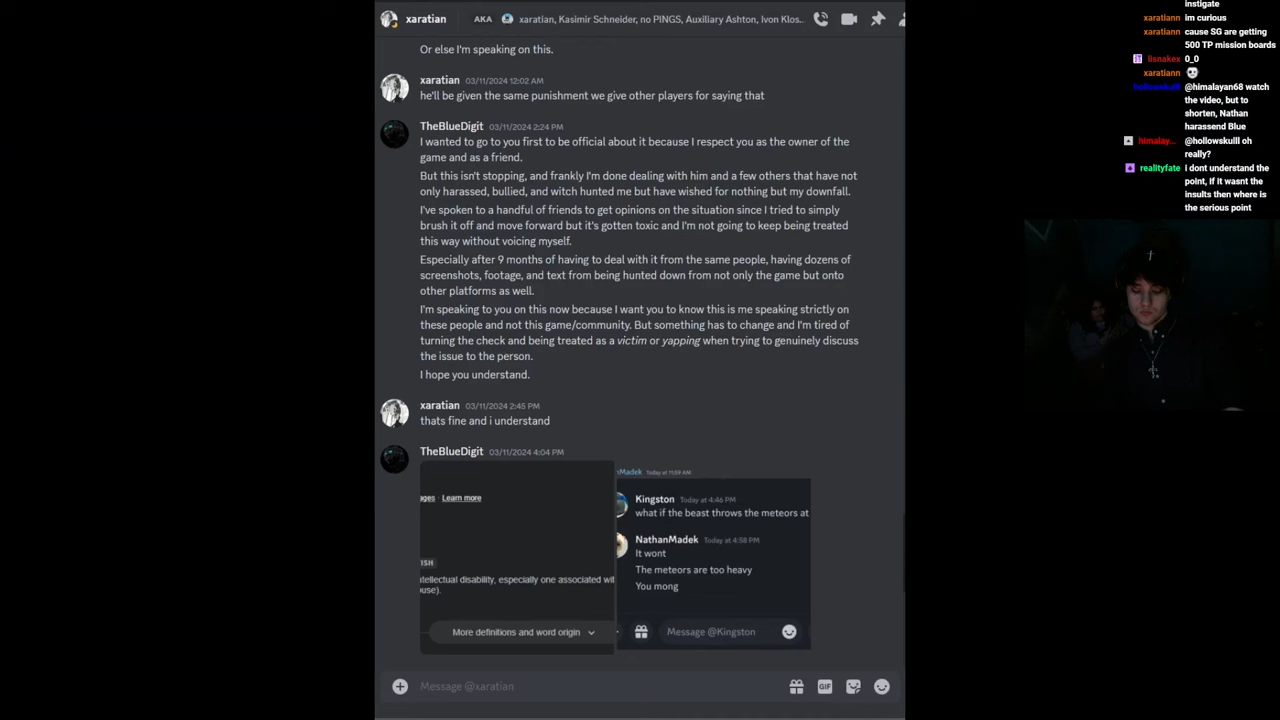 xaratian AKA xaratian, Kasimir Schneider, no PINGS, Auxiliary Ashton, Ivon Klos...
Or else I'm speaking on this.
xaratian 03/11/2024 12:02 AM
he'll be given the same punishment we give other players for saying that
TheBlueDigit 03/11/2024 2:24 PM
I wanted to go to you first to be official about it because I respect you as the owner of the
game and as a friend.
But this isn't stopping, and frankly I'm done dealing with him and a few others that have not
only harassed, bullied, and witch hunted me but have wished for nothing but my downfall.
I've spoken to a handful of friends to get opinions on the situation since I tried to simply
brush it off and move forward but it's gotten toxic and I'm not going to keep being treated
this way without voicing myself.
Especially after 9 months of having to deal with it from the same people, having dozens of
screenshots, footage, and text from being hunted down from not only the game but onto
other platforms as well.
I'm speaking to you on this now because I want you to know this is me speaking strictly on
these people and not this game/community. But something has to change and I'm tired of
turning the check and being treated as a victim or yapping when trying to genuinely discuss
the issue to the person.
I hope you understand.
xaratian 03/11/2024 2:45 PM
thats fine and i understand
TheBlueDigit 03/11/2024 4:04 PM
ages · Learn more
ISH
ntellectual disability, especially one associated wit
ouse).
More definitions and word origin
nMadek Today at 11:59 AM
Kingston Today at 4:46 PM
what if the beast throws the meteors at
NathanMadek Today at 4:58 PM
It wont
The meteors are too heavy
You mong
Message @Kingston
GIF
Message @xaratian
instigate
xaratiann im curious
xaratiann cause SG are getting
500 TP mission boards
lisnakex 0_0
xaratiann
hollowskulll @himalayan68 watch
the video, but to
shorten, Nathan
harassend Blue
himalay... @hollowskulll oh
really?
realityfate i dont understand the
point, if it wasnt the
insults then where is
the serious point